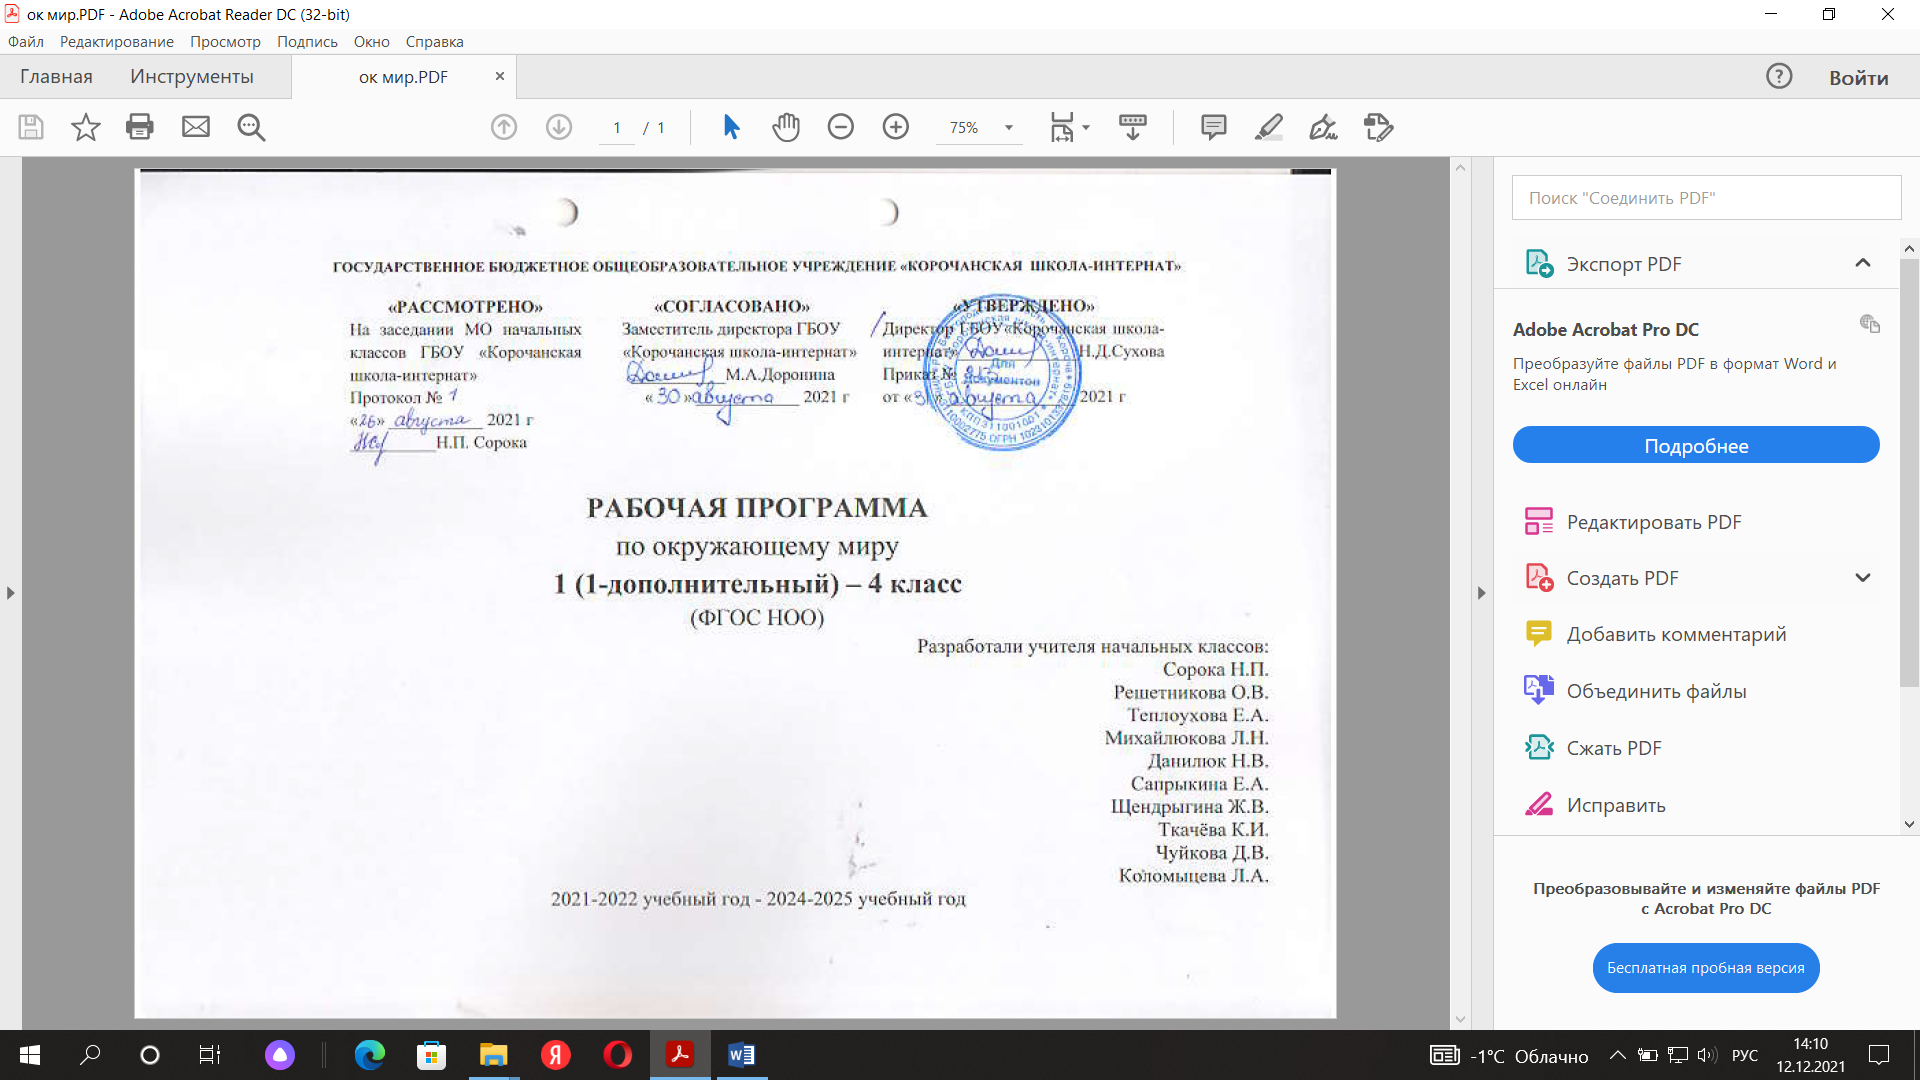 ок мир.PDF - Adobe Acrobat Reader DC (32-bit)
Файл Редактирование Просмотр Подпись Окно Справка
Главная Инструменты ок мир.PDF × Войти
1 / 1 75%
ГОСУДАРСТВЕННОЕ БЮДЖЕТНОЕ ОБЩЕОБРАЗОВАТЕЛЬНОЕ УЧРЕЖДЕНИЕ «КОРОЧАНСКАЯ ШКОЛА-ИНТЕРНАТ»
«РАССМОТРЕНО»
На заседании МО начальных
классов ГБОУ «Корочанская
школа-интернат»
Протокол № 1
«26» августа 2021 г
Н.П. Сорока
«СОГЛАСОВАНО»
Заместитель директора ГБОУ
«Корочанская школа-интернат»
М.А.Доронина
« 30 » августа 2021 г
«УТВЕРЖДЕНО»
Директор ГБОУ«Корочанская школа-
интернат» Н.Д.Сухова
Приказ №
от «31» августа 2021 г
Для
документов
РАБОЧАЯ ПРОГРАММА
по окружающему миру
1 (1-дополнительный) – 4 класс
(ФГОС НОО)
Разработали учителя начальных классов:
Сорока Н.П.
Решетникова О.В.
Теплоухова Е.А.
Михайлюкова Л.Н.
Данилюк Н.В.
Сапрыкина Е.А.
Щендрыгина Ж.В.
Ткачёва К.И.
Чуйкова Д.В.
Коломыцева Л.А.
2021-2022 учебный год - 2024-2025 учебный год
Поиск "Соединить PDF"
Экспорт PDF
Adobe Acrobat Pro DC
Преобразуйте файлы PDF в формат Word и
Excel онлайн
Подробнее
Редактировать PDF
Создать PDF
Добавить комментарий
Объединить файлы
Сжать PDF
Исправить
Преобразовывайте и изменяйте файлы PDF
с Acrobat Pro DC
Бесплатная пробная версия
-1°C Облачно РУС 14:10
12.12.2021